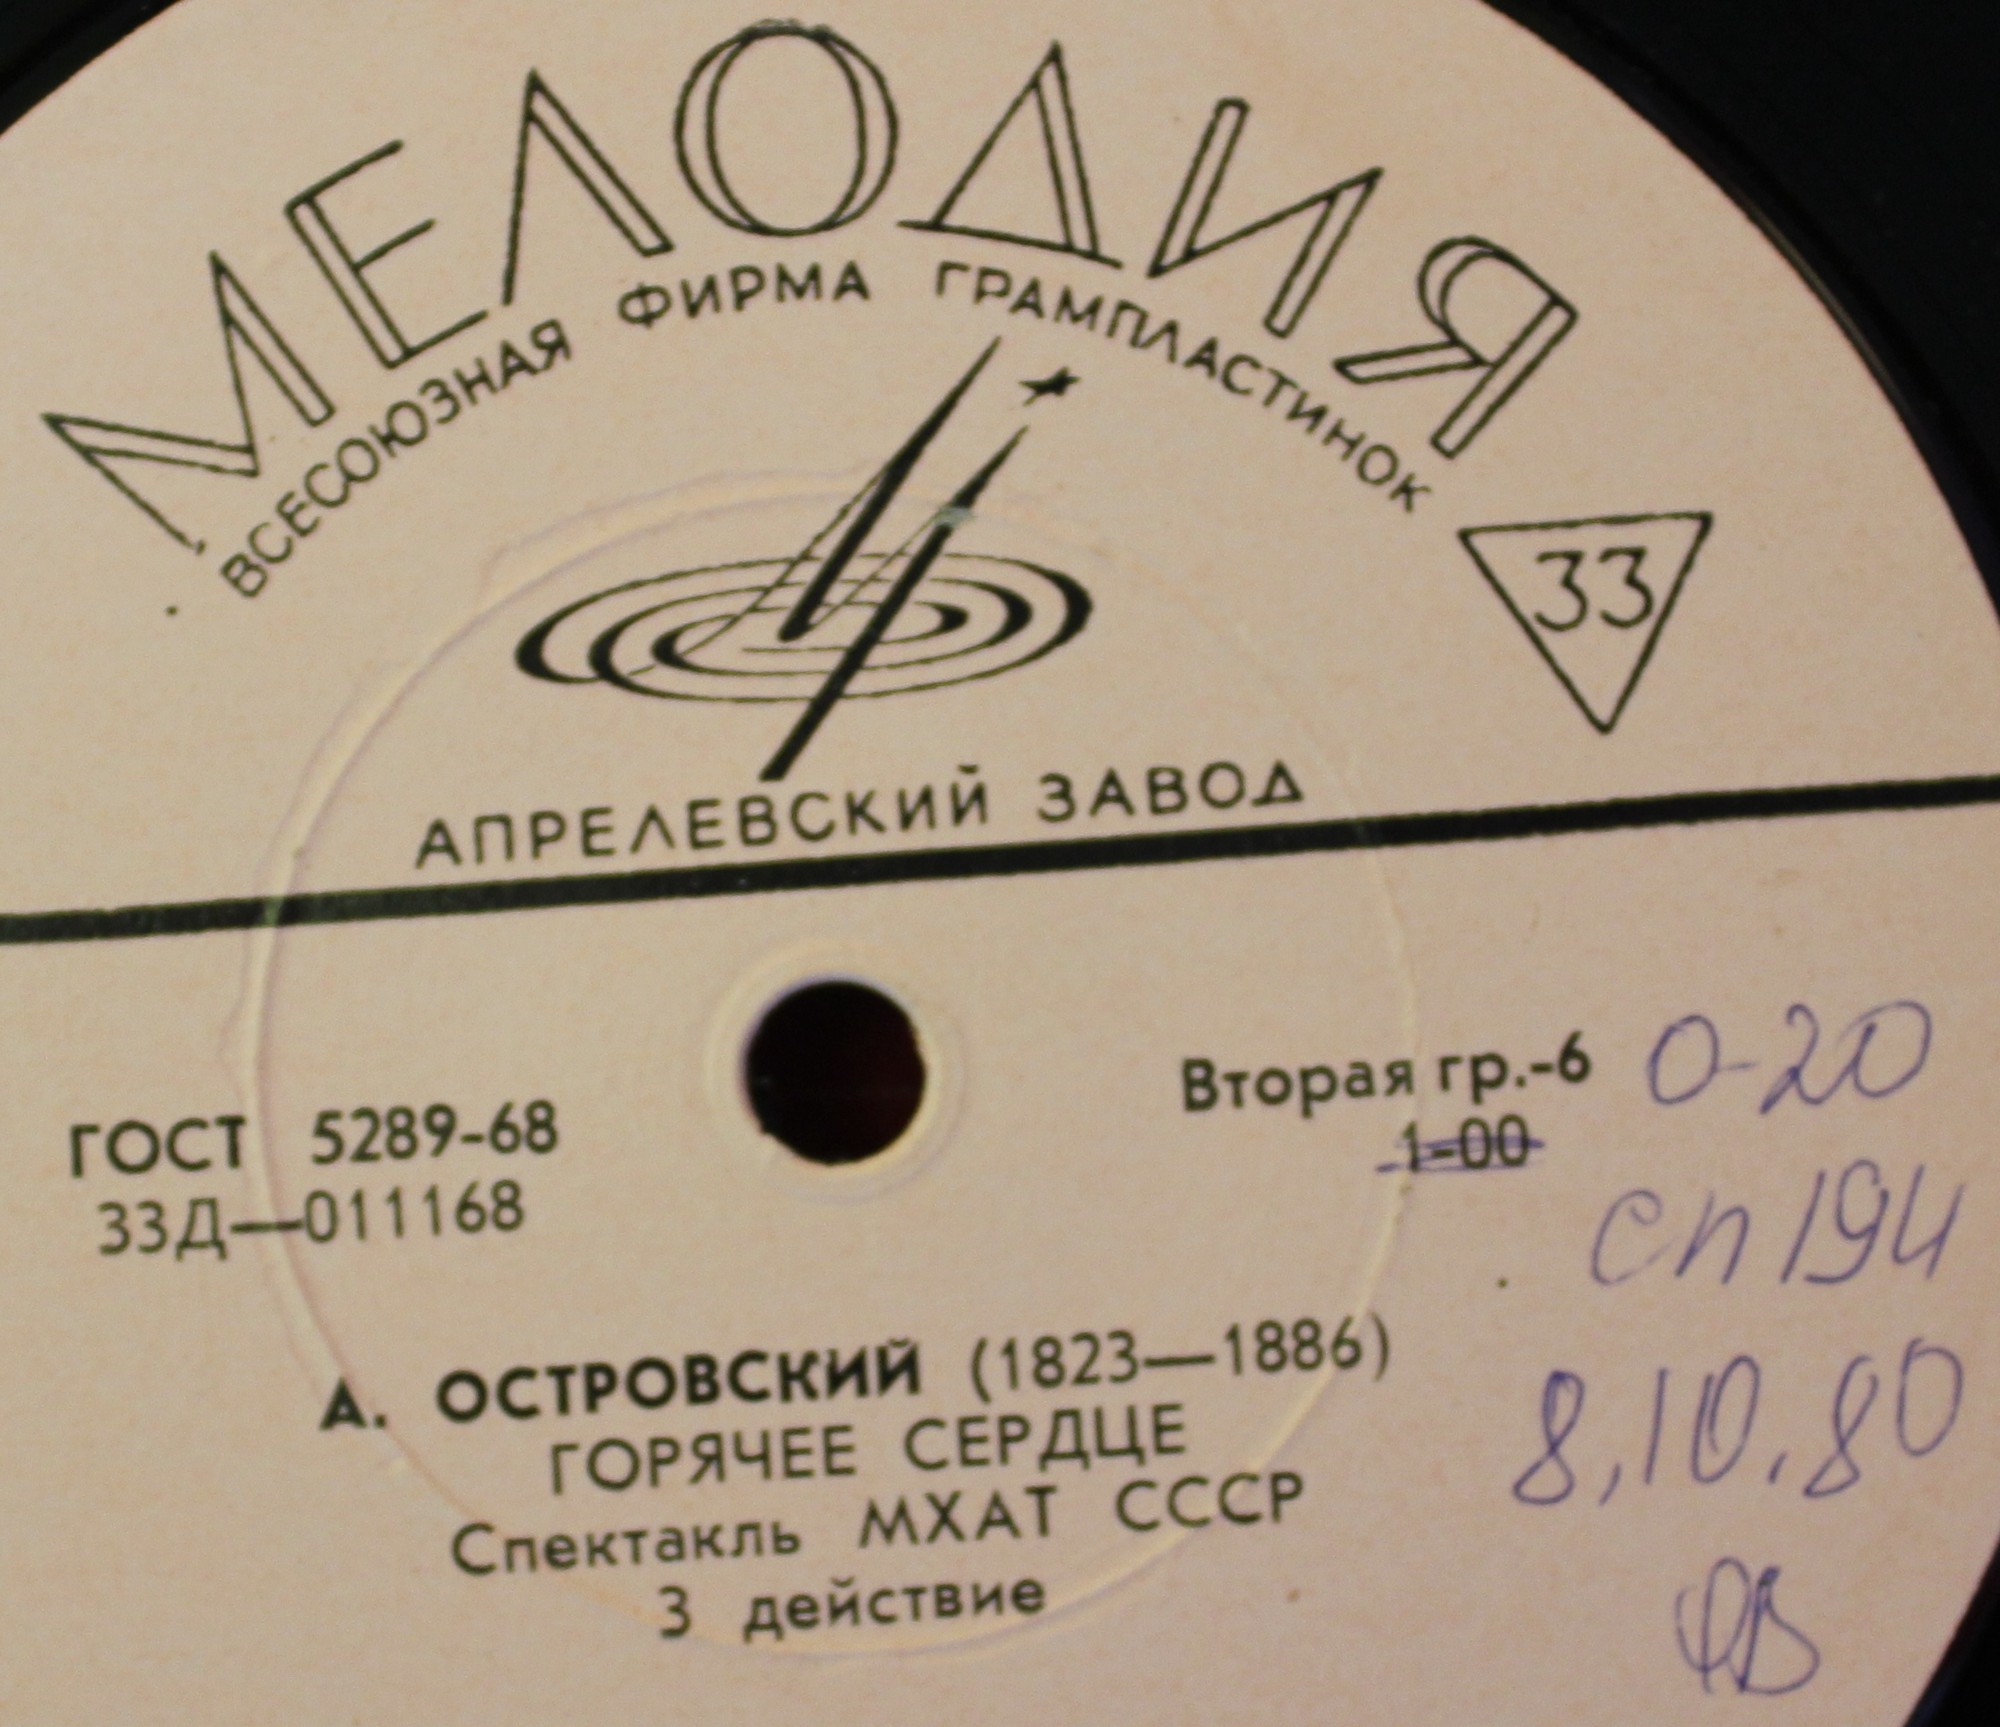 МЕЛОДИЯ
ВСЕСОЮЗНАЯ ФИРМА ГРАМПЛАСТИНОК
33
АПРЕЛЕВСКИЙ ЗАВОД
Вторая гр.-6 0-20
ГОСТ 5289-68
1-00
33Д—011168
сп 194
А. ОСТРОВСКИЙ (1823—1886)
8,10.80
ГОРЯЧЕЕ СЕРДЦЕ
Спектакль МХАТ СССР
3 действие